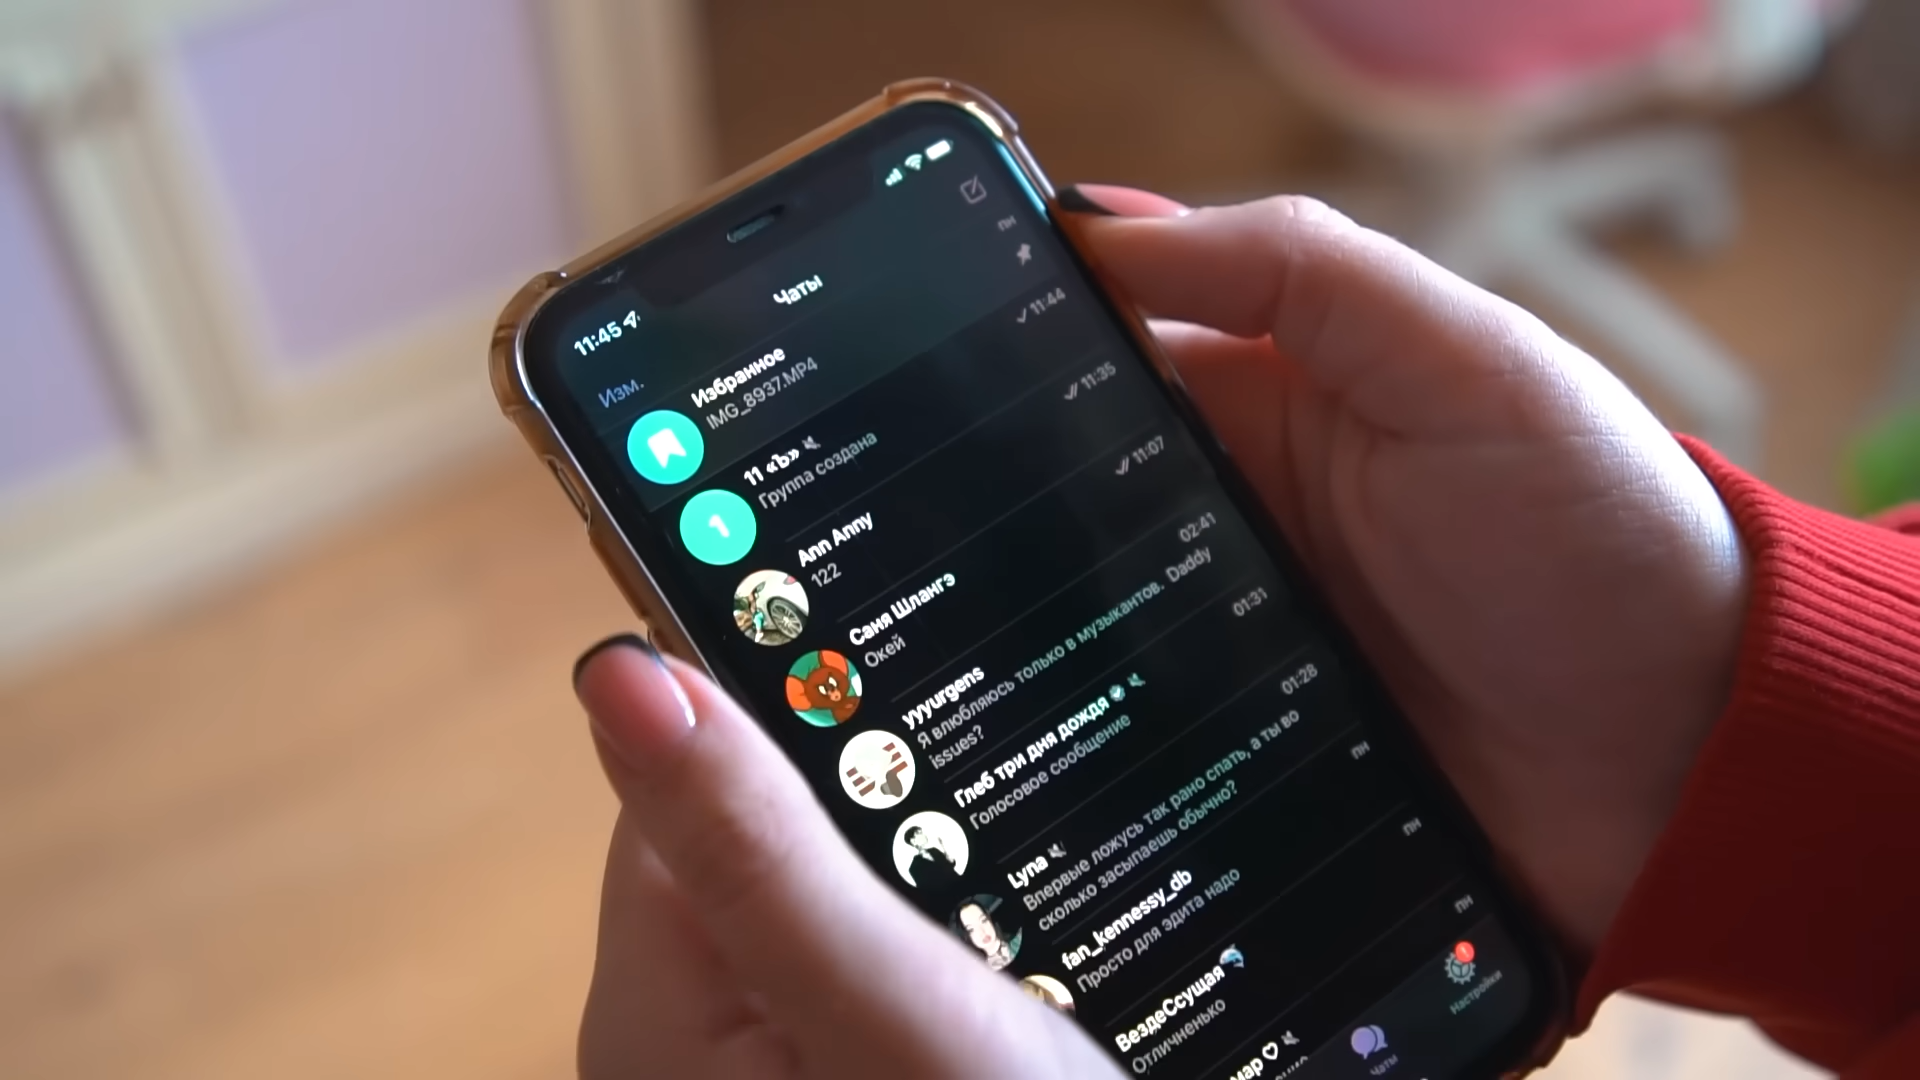 11:45
Изм.
Чаты
Избранное
ПН
IMG_8937.MP4
11 «Ъ»
11:44
Группа создана
1
Ann Anny
11:35
122
Саня Шлангэ
11:07
Окей
yyyurgens
02:41
Я влюбляюсь только в музыкантов. Daddy
issues?
Глеб три дня дождя
01:31
Голосовое сообщение
Lyna
01:28
Впервые ложусь так рано спать, а ты во
сколько засыпаешь обычно?
fan_kennessy_db
ПН
Просто для эдита надо
ВездеСсущая
ПН
Отличненько
ПН
1
Чаты
Настройки